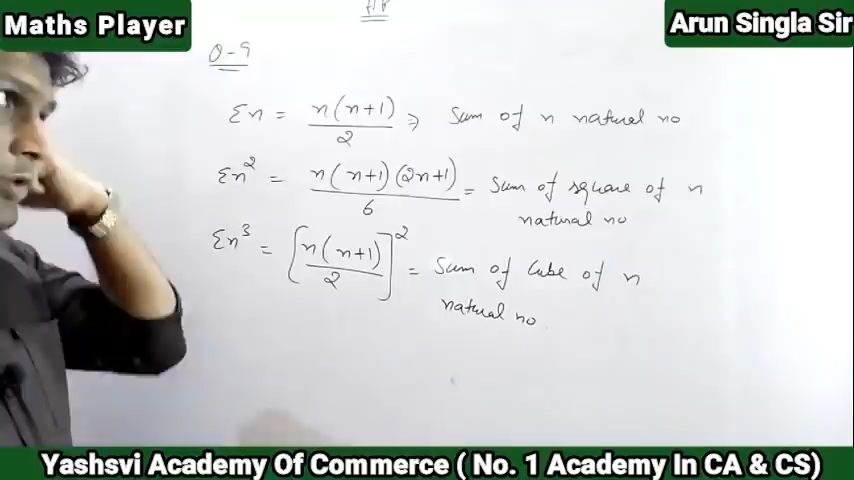 Maths Player
Arun Singla Sir
Q-9
Σn = n(n+1)/2 ⇒ Sum of n natural no
Σn² = n(n+1)(2n+1)/6 = Sum of square of n
natural no
Σn³ = [n(n+1)/2]² = Sum of Cube of n
natural no
Yashsvi Academy Of Commerce ( No. 1 Academy In CA & CS)